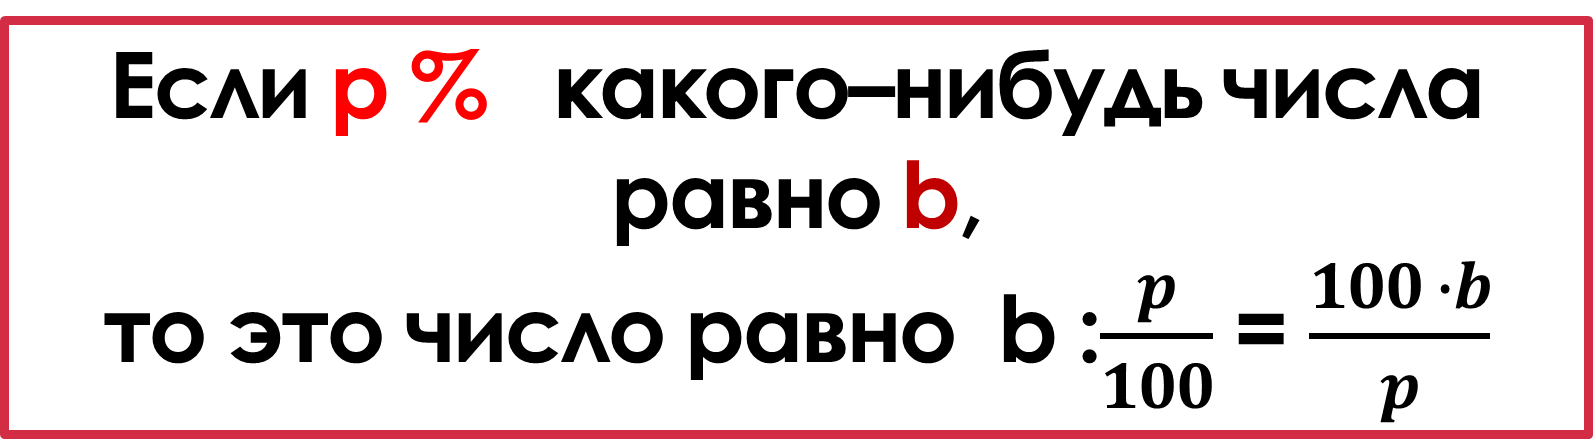 Если p % какого–нибудь числа
равно b,
то это число равно b : p/100 = 100 · b/p